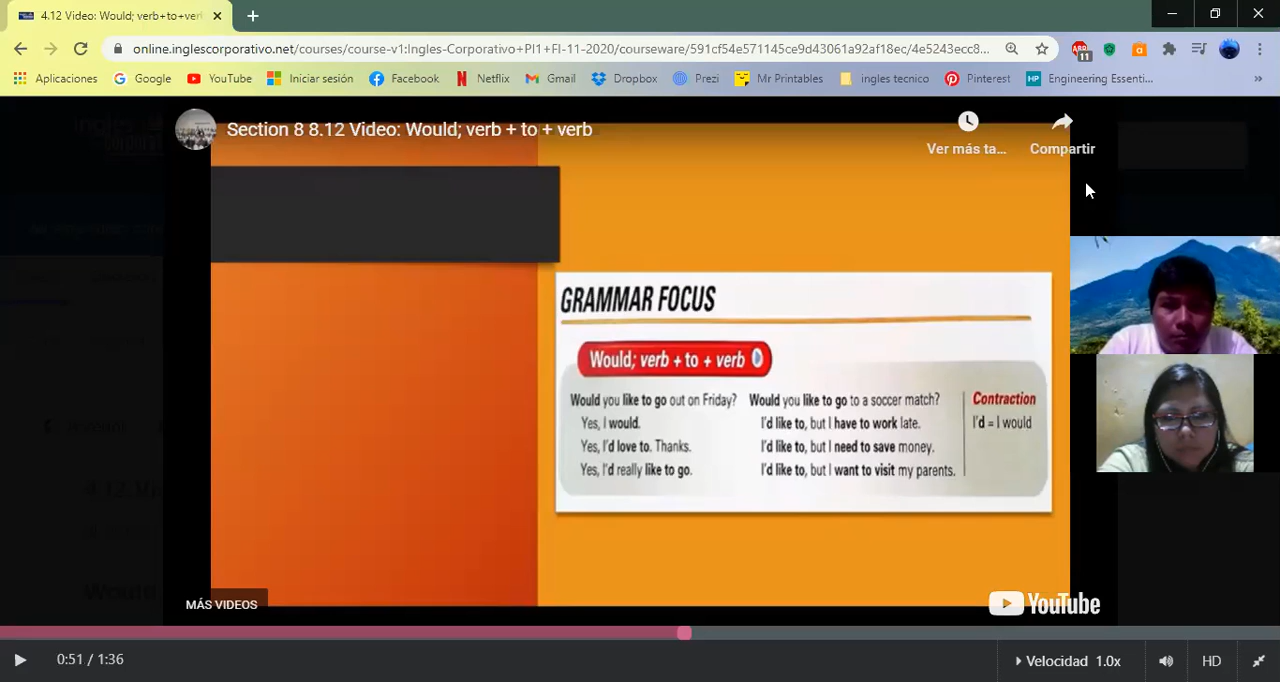 4.12 Video: Would; verb+to+ver
online.inglescorporativo.net/courses/course-v1:Ingles-Corporativo+PI1+FI-11-2020/courseware/591cf54e571145ce9d43061a92af18ec/4e5243ecc8...
11
Aplicaciones Google YouTube Iniciar sesión Facebook Netflix Gmail Dropbox Prezi Mr Printables ingles tecnico Pinterest HP Engineering Essenti... »
Section 8 8.12 Video: Would; verb + to + verb
Ver más ta... Compartir
GRAMMAR FOCUS
Would; verb + to + verb
Would you like to go out on Friday? Would you like to go to a soccer match? Contraction
Yes, I would. I'd like to, but I have to work late. I'd = I would
Yes, I'd love to. Thanks. I'd like to, but I need to save money.
Yes, I'd really like to go. I'd like to, but I want to visit my parents.
MÁS VIDEOS YouTube
0:51 / 1:36 Velocidad 1.0x HD